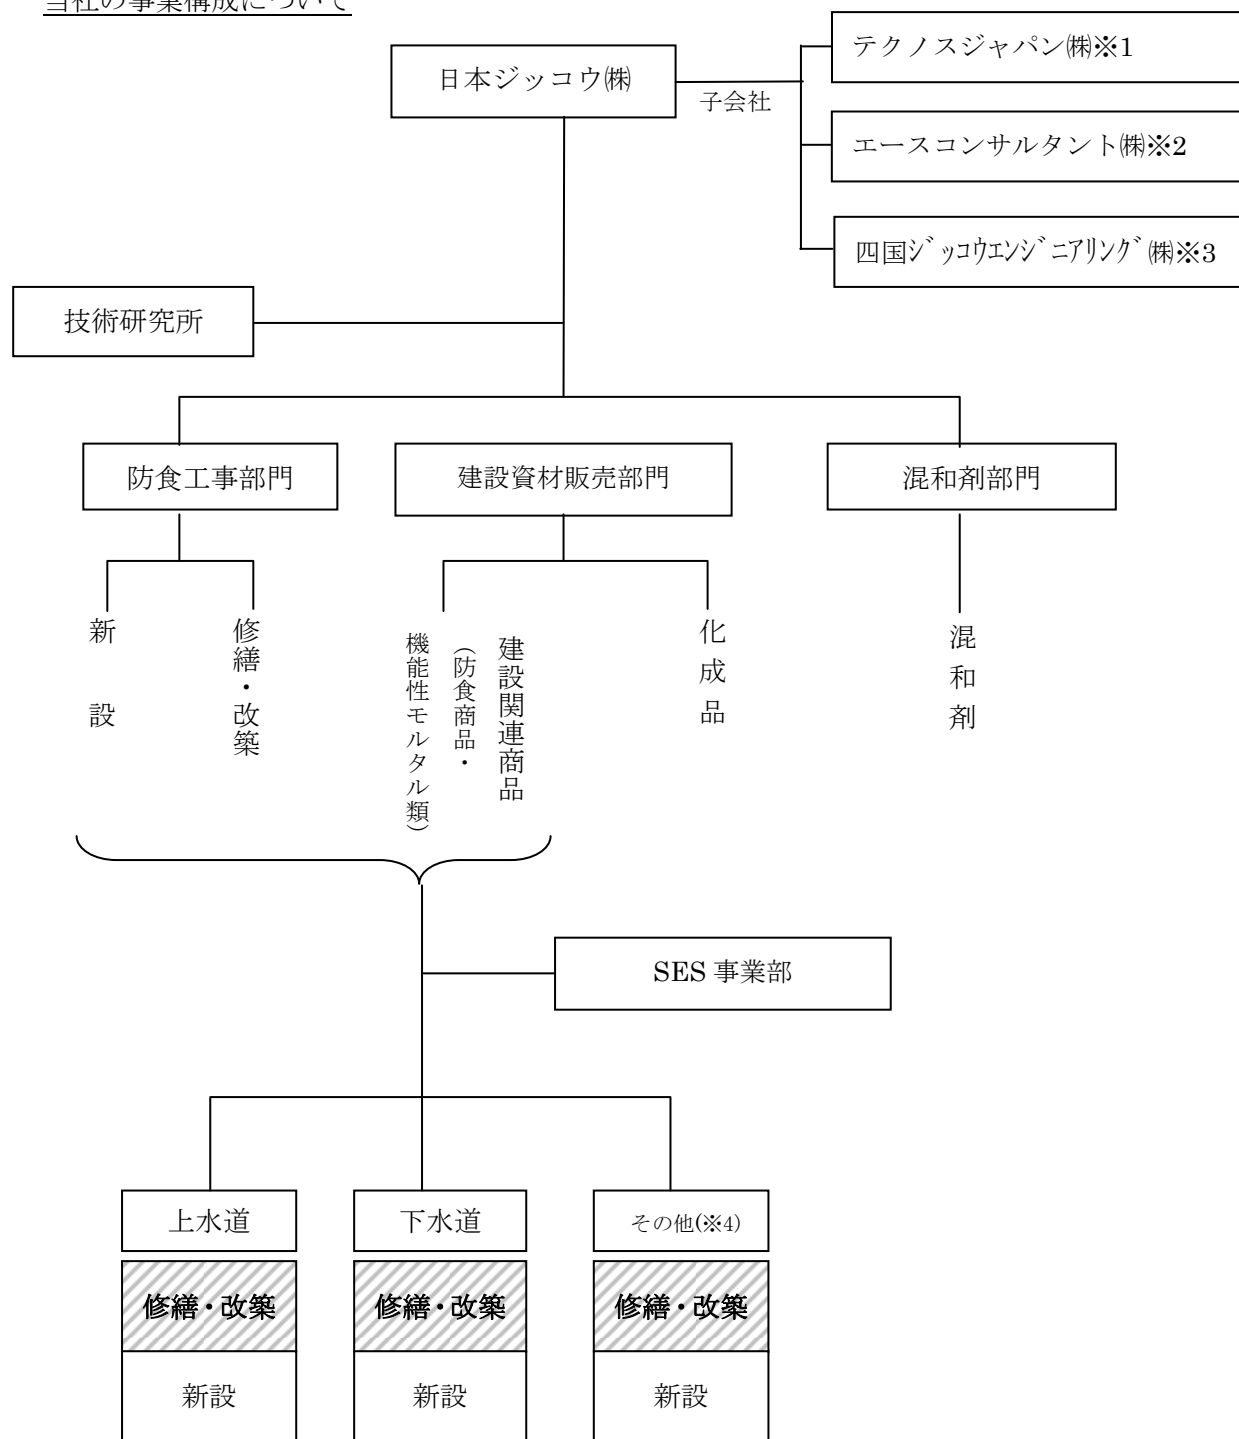 当社の事業構成について
日本ジッコウ㈱
子会社
テクノスジャパン㈱※1
エースコンサルタント㈱※2
四国ｼﾞｯｺｳｴﾝｼﾞﾆｱﾘﾝｸﾞ㈱※3
技術研究所
防食工事部門
建設資材販売部門
混和剤部門
新設
修繕・改築
建設関連商品
（防食商品・
機能性モルタル類）
化成品
混和剤
SES 事業部
上水道
下水道
その他(※4)
修繕・改築
修繕・改築
修繕・改築
新設
新設
新設